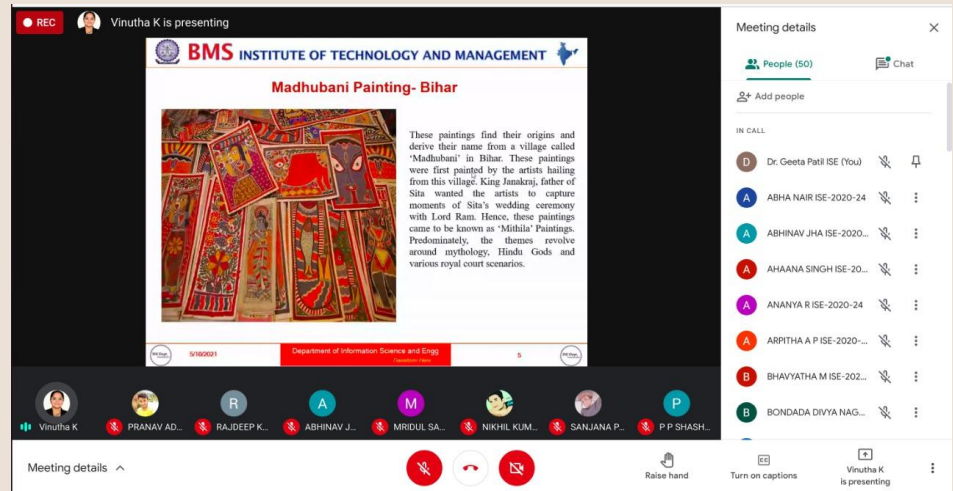 REC
Vinutha K is presenting
BMS INSTITUTE OF TECHNOLOGY AND MANAGEMENT
Madhubani Painting- Bihar
These paintings find their origins and
derive their name from a village called
‘Madhubani’ in Bihar. These paintings
were first painted by the artists hailing
from this village. King Janakraj, father of
Sita wanted the artists to capture
moments of Sita’s wedding ceremony
with Lord Ram. Hence, these paintings
came to be known as ‘Mithila’ Paintings.
Predominately, the themes revolve
around mythology, Hindu Gods and
various royal court scenarios.
5/10/2021
Department of Information Science and Engg
5
Vinutha K
PRANAV AD...
R
RAJDEEP K...
A
ABHINAV J...
M
MRIDUL SA...
NIKHIL KUM...
SANJANA P...
P
P P SHASH...
Meeting details
People (50)
Chat
Add people
IN CALL
D
Dr. Geeta Patil ISE (You)
A
ABHA NAIR ISE-2020-24
A
ABHINAV JHA ISE-2020...
A
AHAANA SINGH ISE-20...
A
ANANYA R ISE-2020-24
A
ARPITHA A P ISE-2020-...
B
BHAVYATHA M ISE-202...
B
BONDADA DIVYA NAG...
Meeting details
Raise hand
CC
Turn on captions
Vinutha K
is presenting